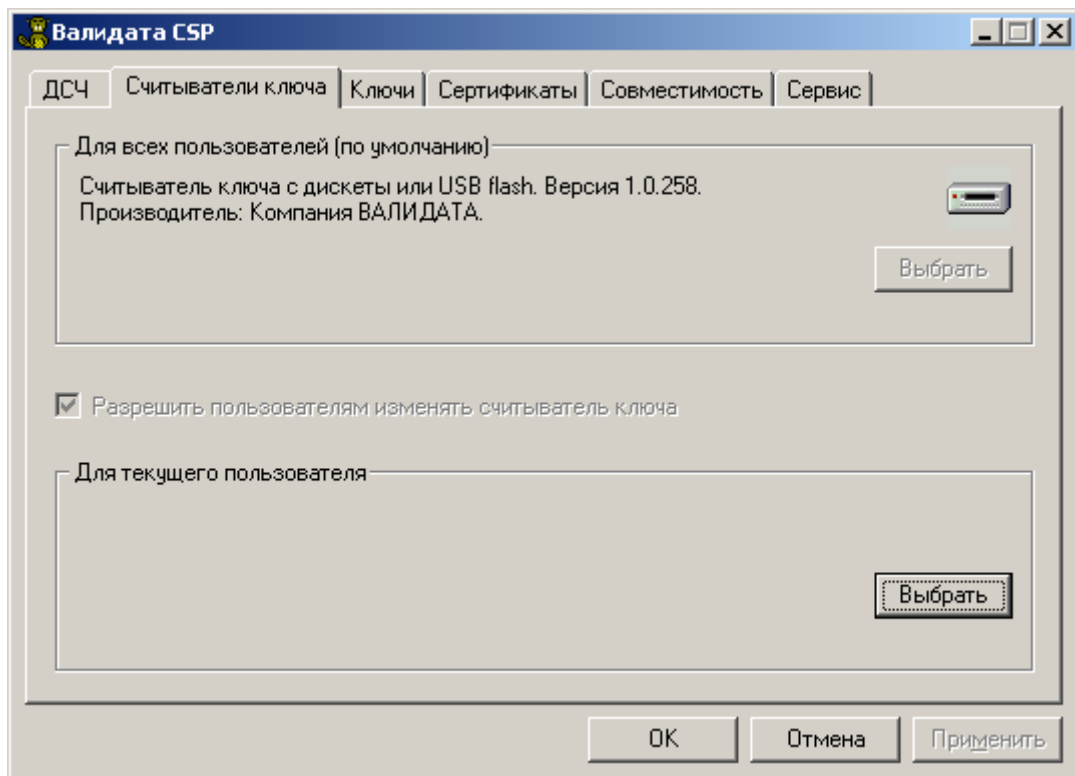 Валидата CSP
ДСЧ Считыватели ключа Ключи Сертификаты Совместимость Сервис
Для всех пользователей (по умолчанию)
Считыватель ключа с дискеты или USB flash. Версия 1.0.258.
Производитель: Компания ВАЛИДАТА.
Выбрать
Разрешить пользователям изменять считыватель ключа
Для текущего пользователя
Выбрать
OK Отмена Применить